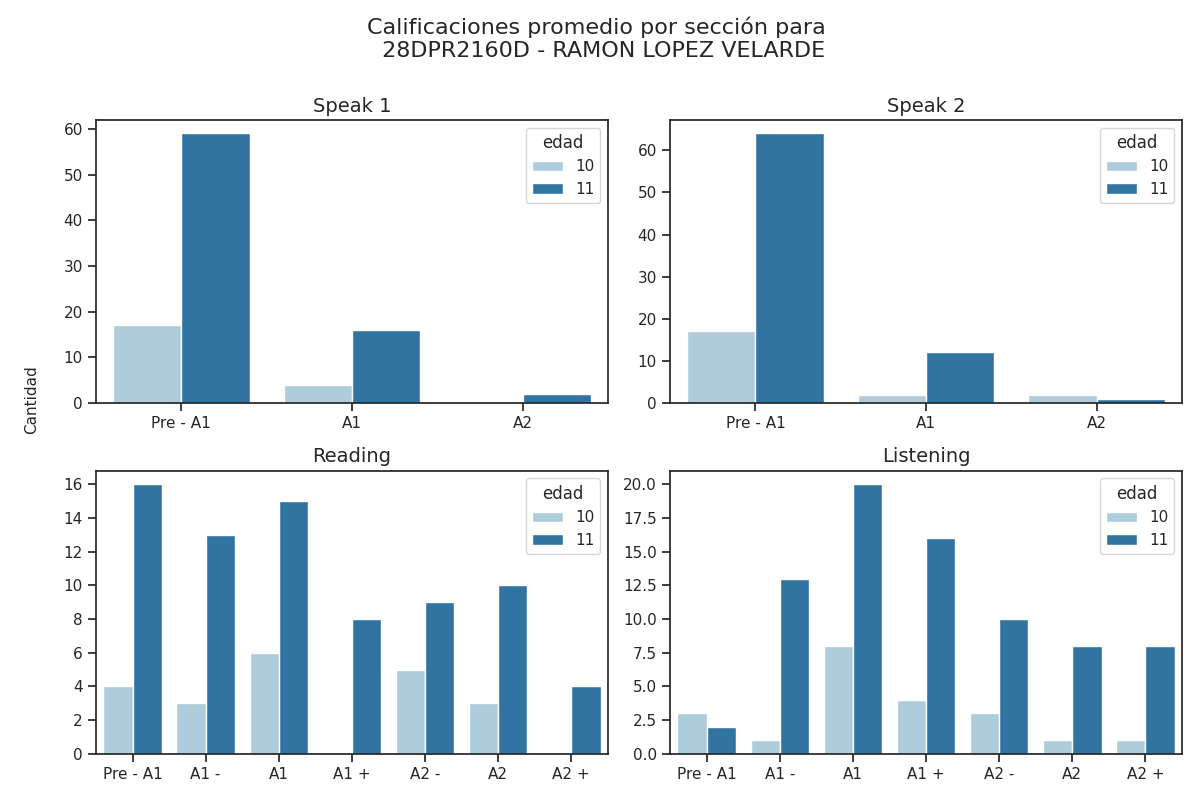 Calificaciones promedio por sección para
28DPR2160D - RAMON LOPEZ VELARDE
Cantidad
Speak 1
60
50
40
30
20
10
0
Pre - A1
A1
A2
edad
10
11
Speak 2
60
50
40
30
20
10
0
Pre - A1
A1
A2
edad
10
11
Reading
16
14
12
10
8
6
4
2
0
Pre - A1
A1 -
A1
A1 +
A2 -
A2
A2 +
edad
10
11
Listening
20.0
17.5
15.0
12.5
10.0
7.5
5.0
2.5
0.0
Pre - A1
A1 -
A1
A1 +
A2 -
A2
A2 +
edad
10
11